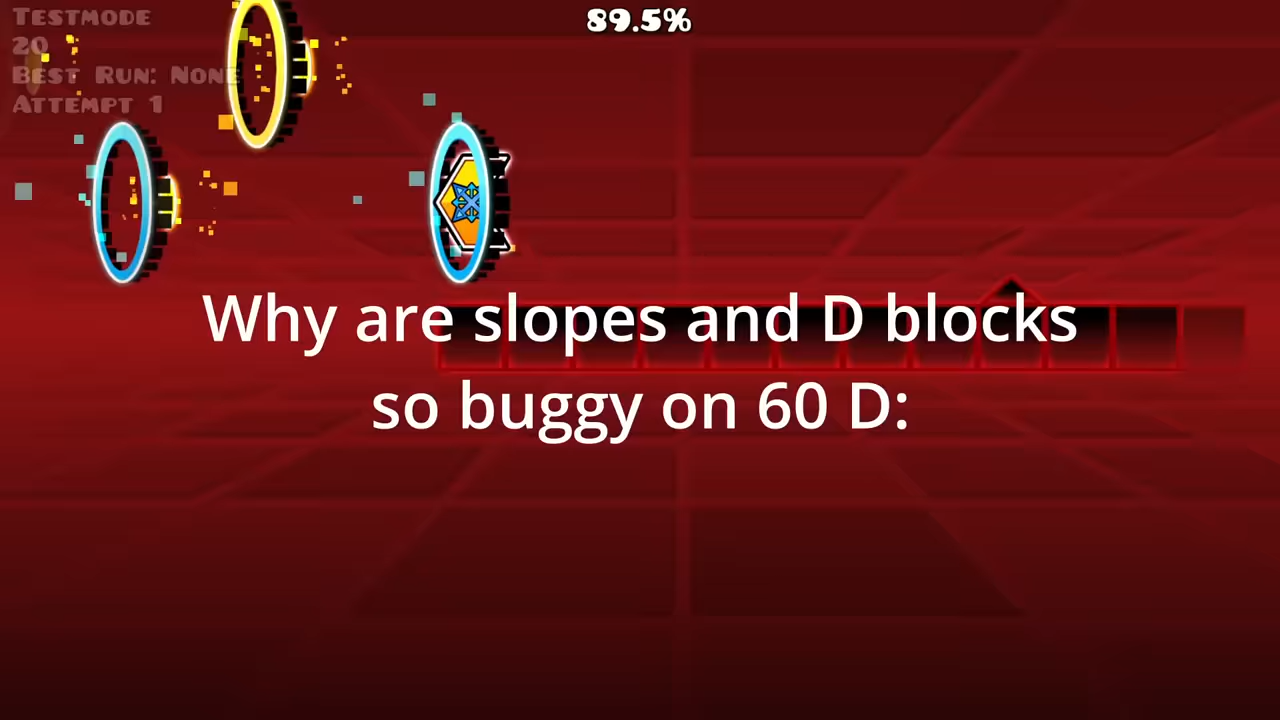 Testmode
20
Best Run: None
Attempt 1
89.5%
Why are slopes and D blocks
so buggy on 60 D: